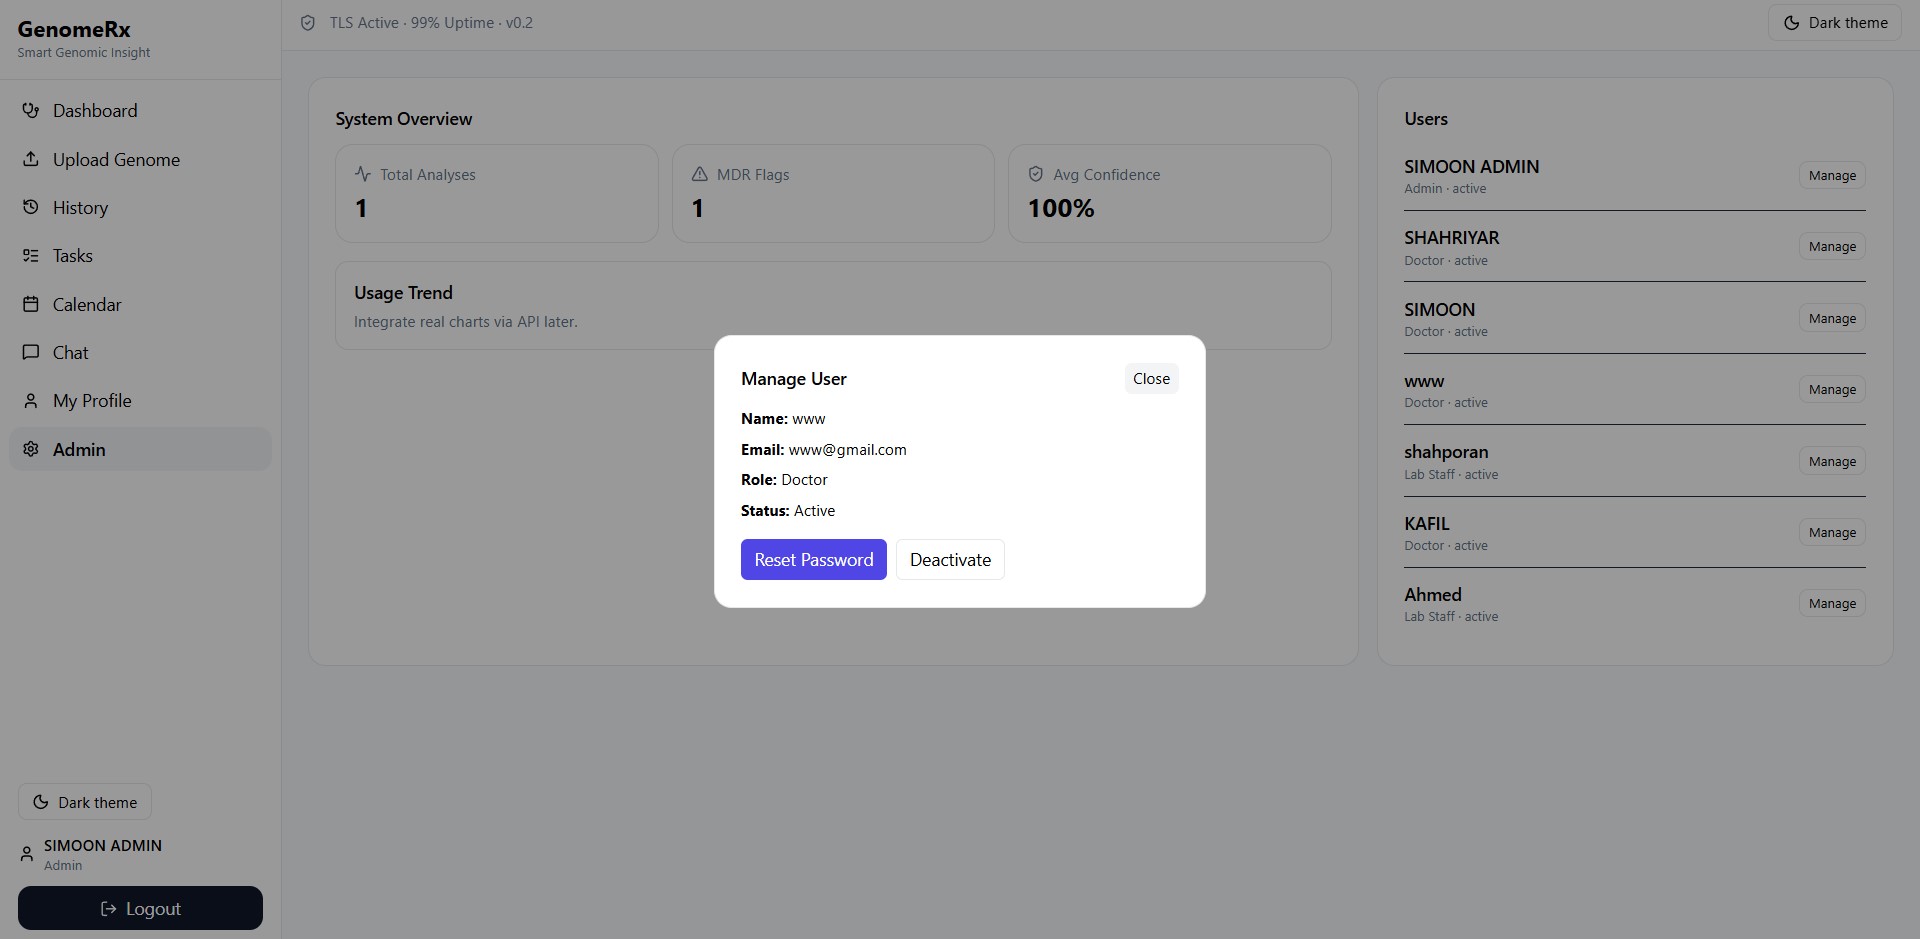 GenomeRx
Smart Genomic Insight
Dashboard
Upload Genome
History
Tasks
Calendar
Chat
My Profile
Admin
Dark theme
SIMOON ADMIN
Admin
Logout
TLS Active · 99% Uptime · v0.2
Dark theme
System Overview
Total Analyses
1
MDR Flags
1
Avg Confidence
100%
Usage Trend
Integrate real charts via API later.
Manage User
Close
Name: www
Email: www@gmail.com
Role: Doctor
Status: Active
Reset Password
Deactivate
Users
SIMOON ADMIN
Admin · active
Manage
SHAHRIYAR
Doctor · active
Manage
SIMOON
Doctor · active
Manage
www
Doctor · active
Manage
shahporan
Lab Staff · active
Manage
KAFIL
Doctor · active
Manage
Ahmed
Lab Staff · active
Manage